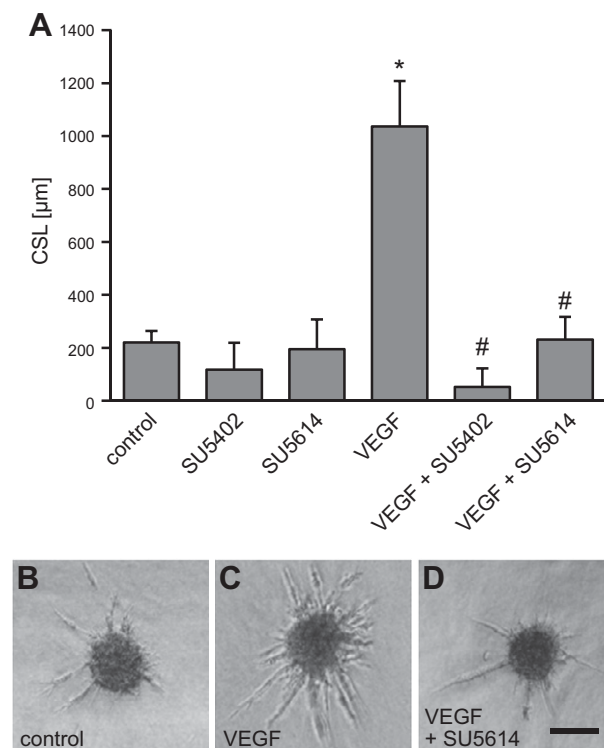 A
CSL [µm]
1400
1200
1000
800
600
400
200
0
*
#
#
control
SU5402
SU5614
VEGF
VEGF + SU5402
VEGF + SU5614
B
control
C
VEGF
D
VEGF
+ SU5614